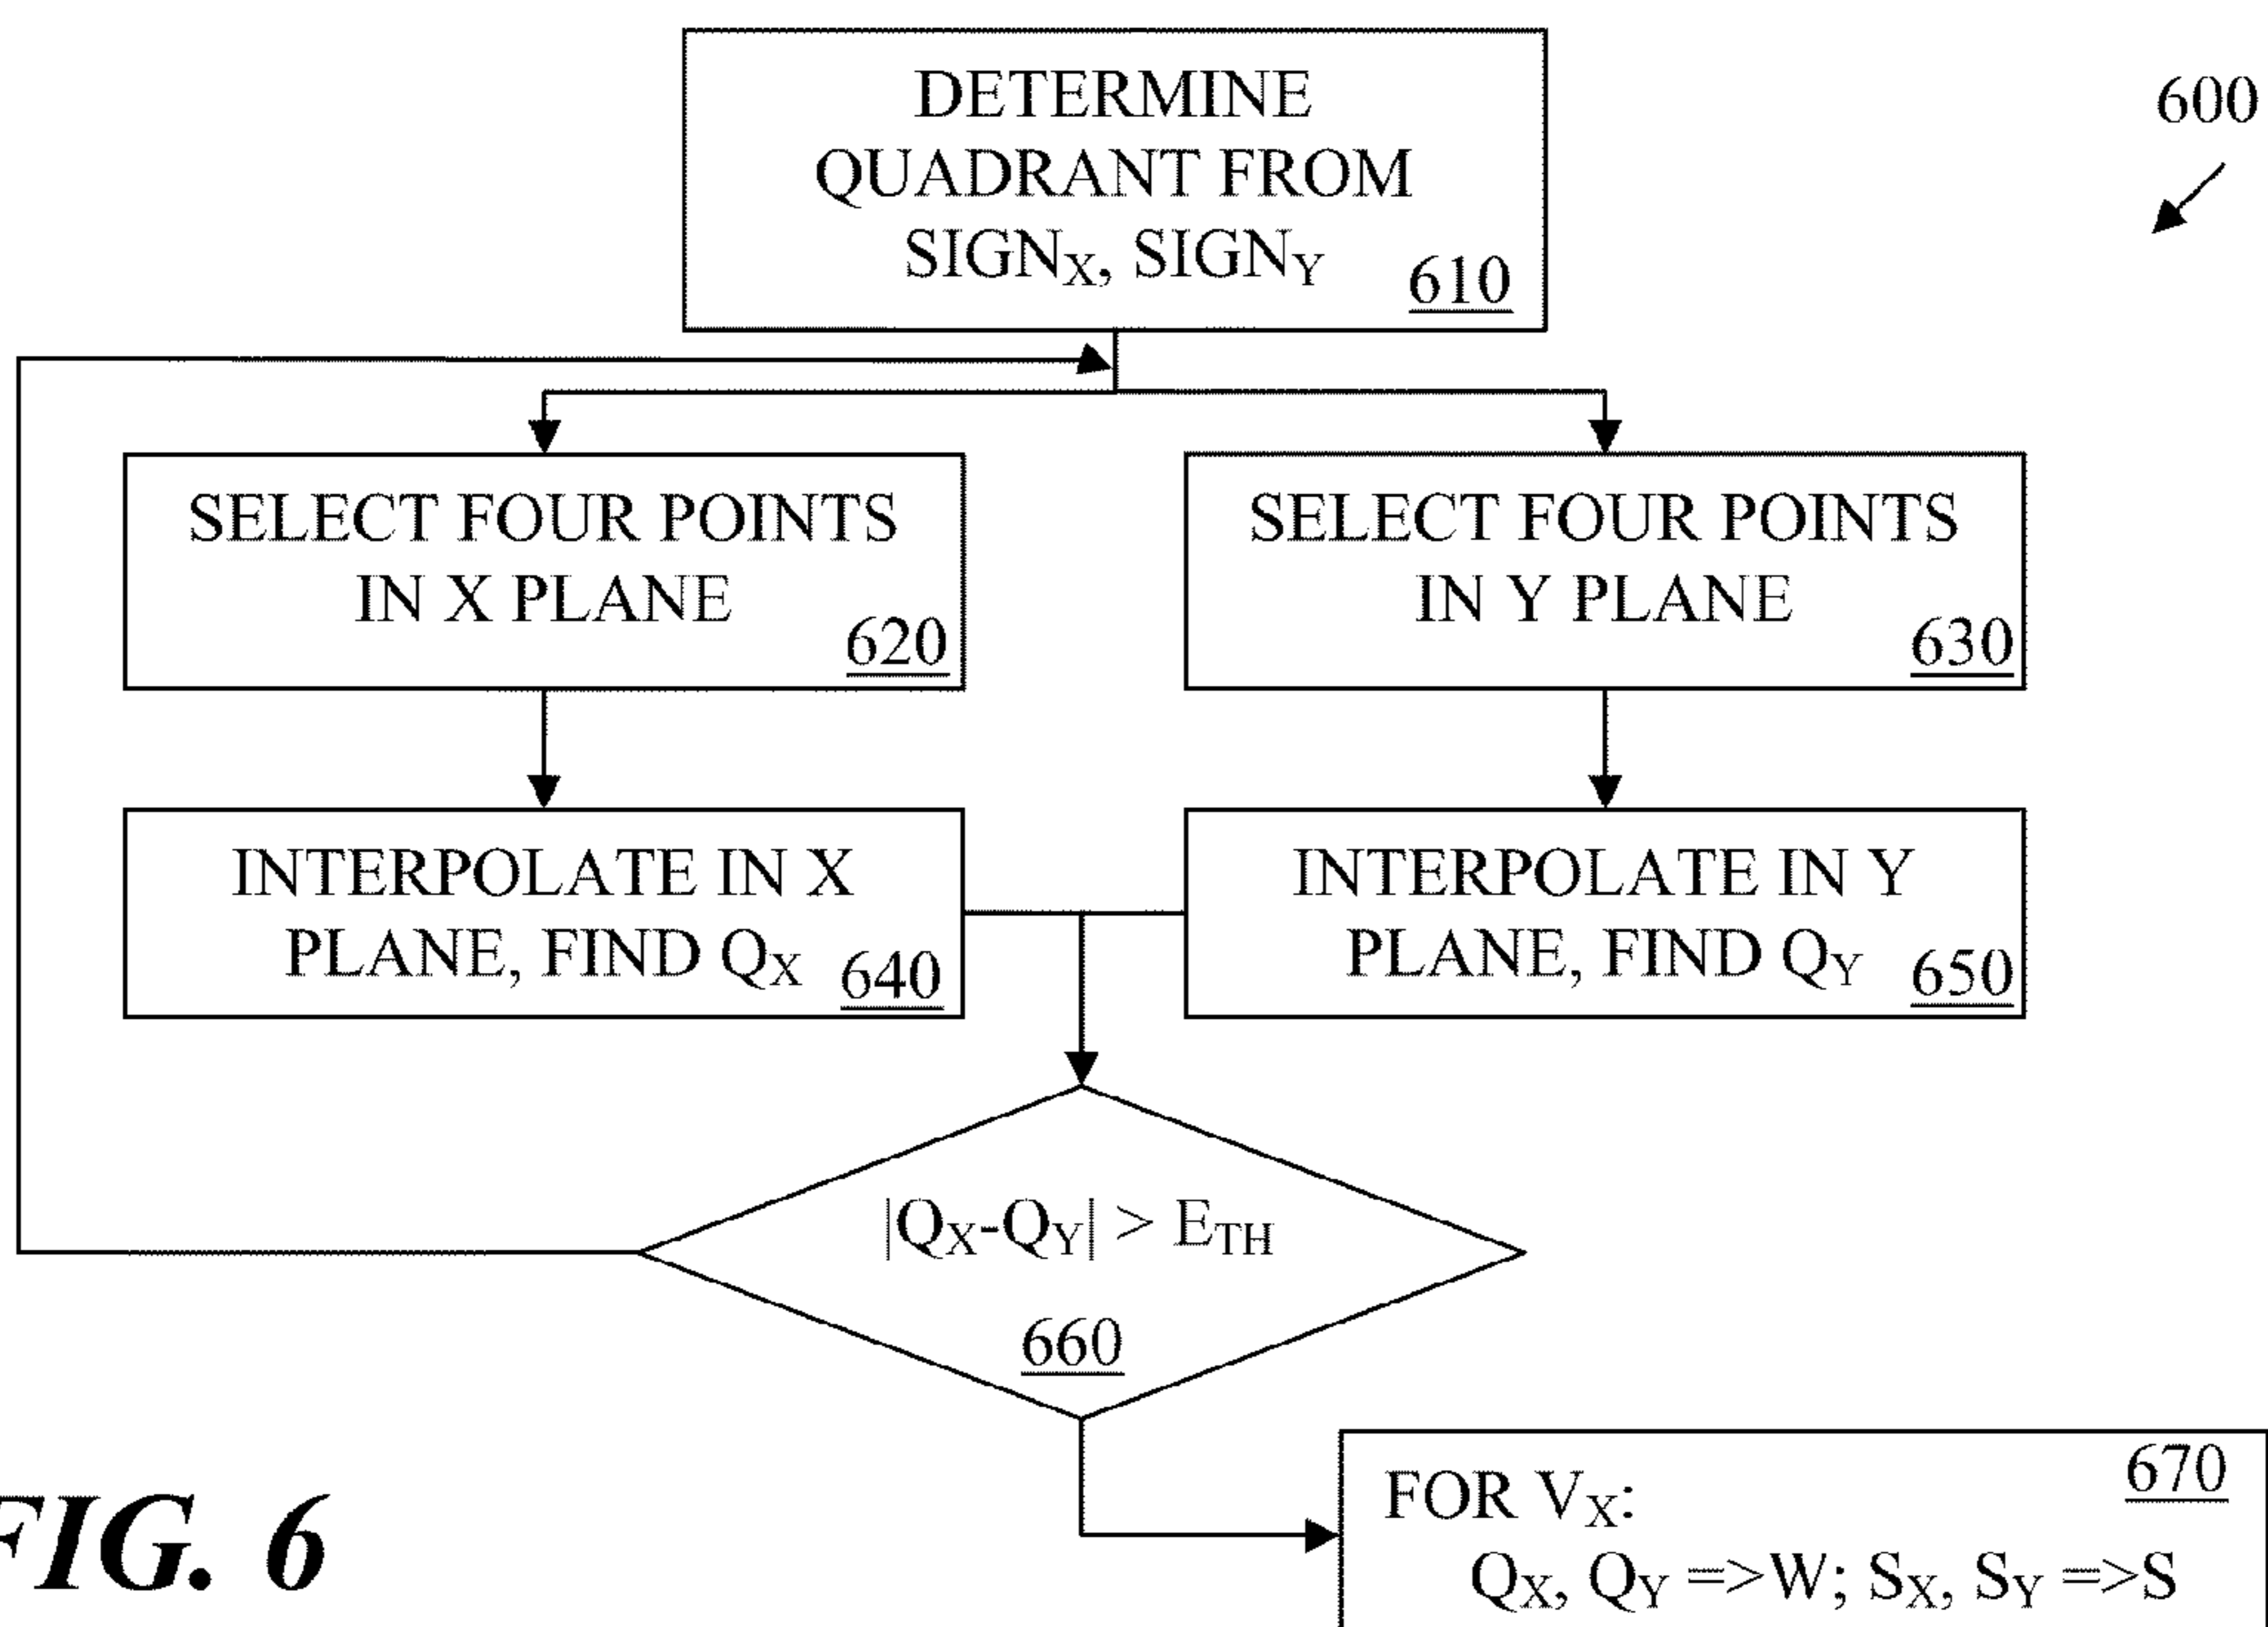 DETERMINE
QUADRANT FROM
SIGNX, SIGNY
610
600
SELECT FOUR POINTS
IN X PLANE
620
SELECT FOUR POINTS
IN Y PLANE
630
INTERPOLATE IN X
PLANE, FIND QX
640
INTERPOLATE IN Y
PLANE, FIND QY
650
|QX-QY| > ETH
660
670
FOR VX:
QX, QY =>W; SX, SY =>S
FIG. 6